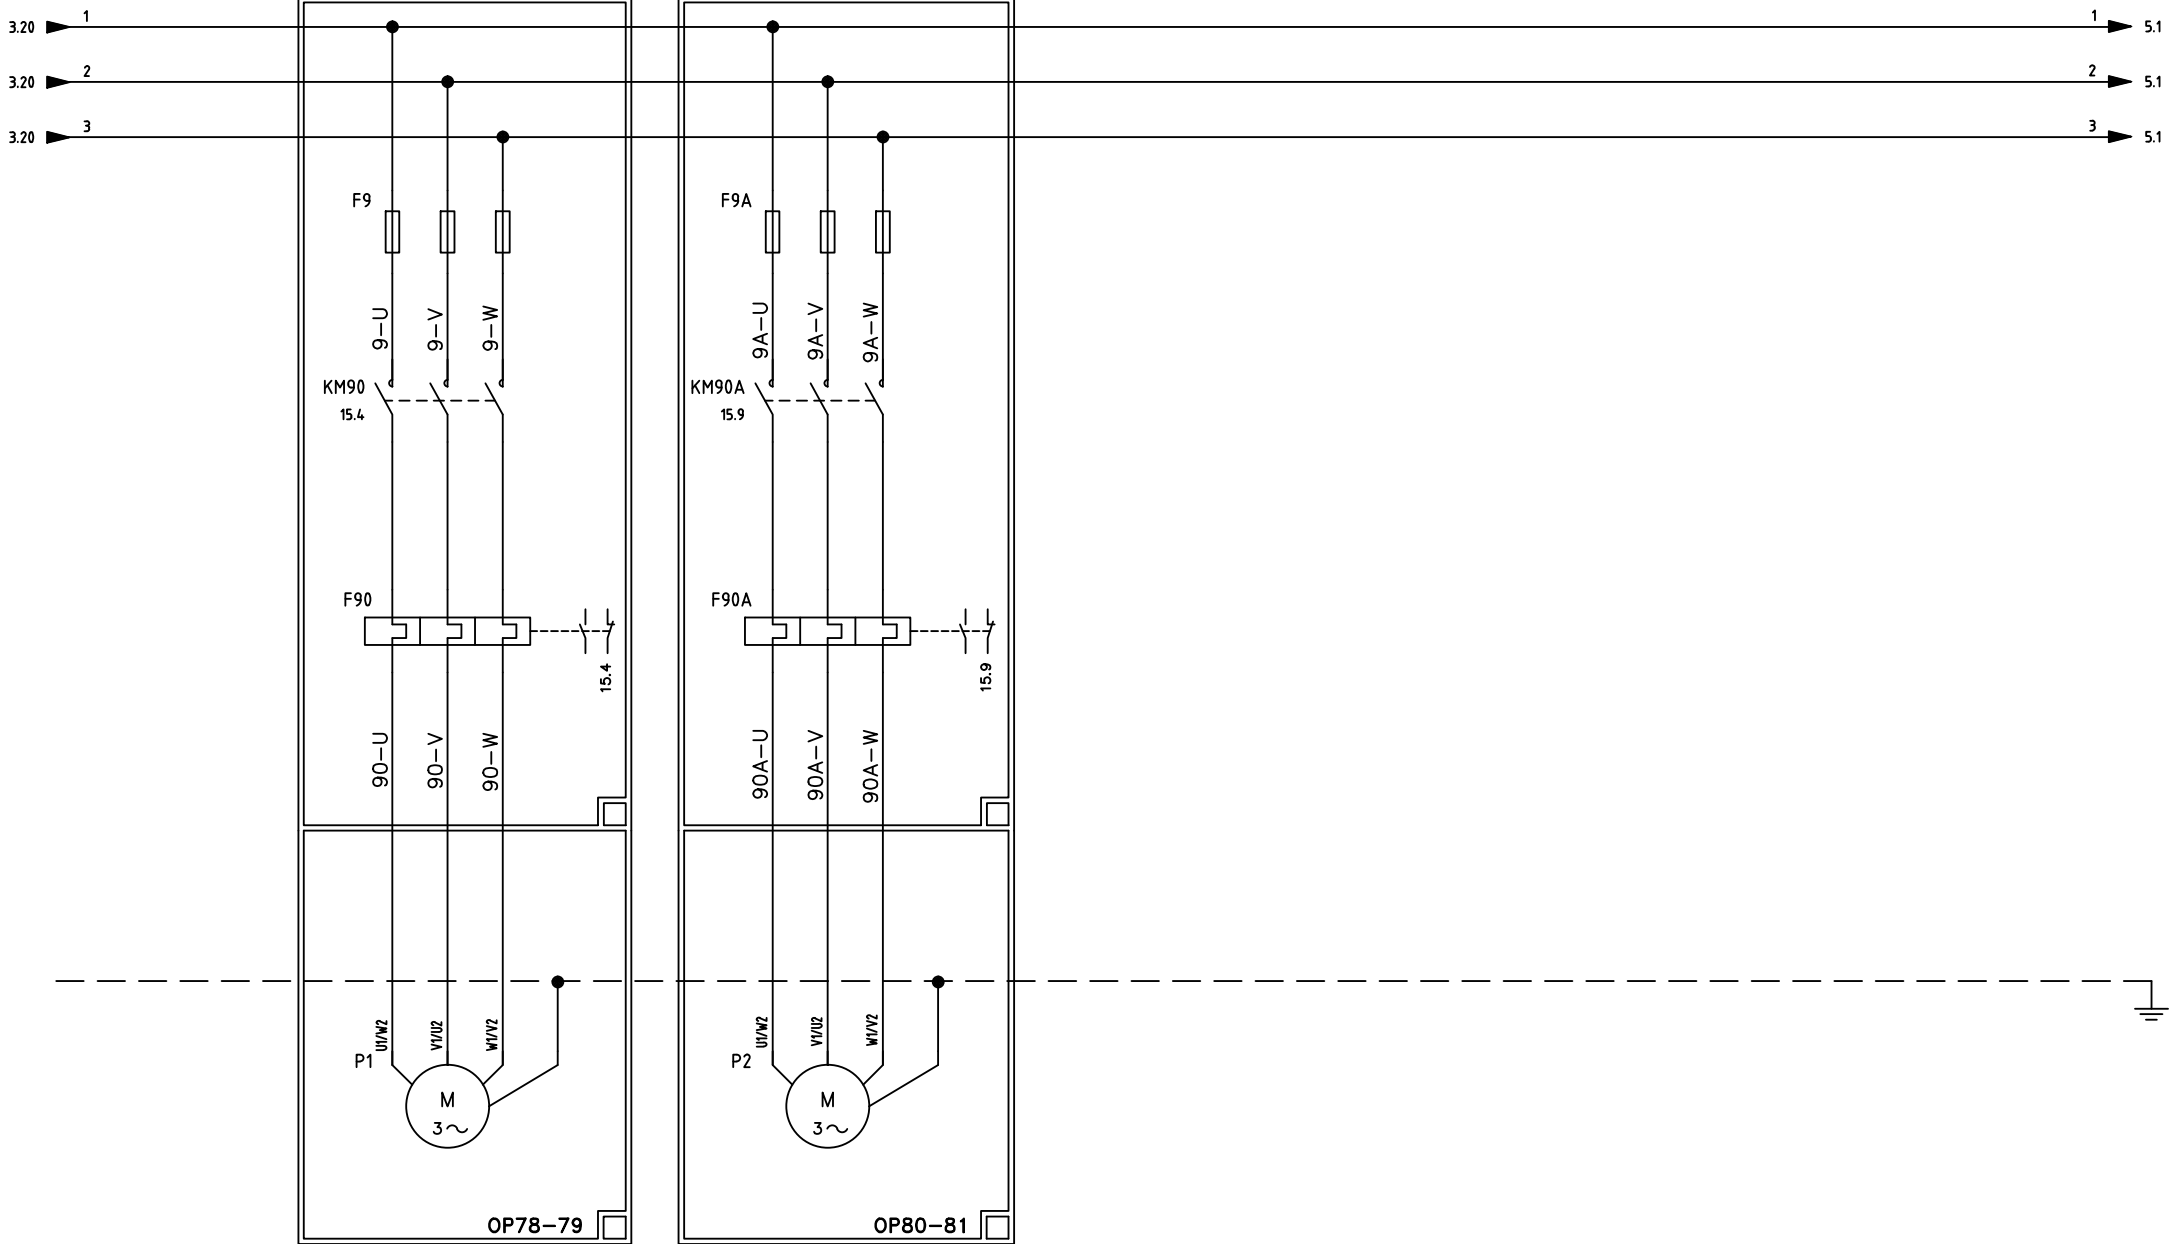 3.20 1 1 5.1
3.20 2 2 5.1
3.20 3 3 5.1
F9 F9A
9-U 9-V 9-W 9A-U 9A-V 9A-W
KM90 KM90A
15.4 15.9
F90 F90A
15.4 15.9
90-U 90-V 90-W 90A-U 90A-V 90A-W
U1/W2 V1/U2 W1/V2 U1/W2 V1/U2 W1/V2
P1 P2
M M
3~ 3~
OP78-79 OP80-81